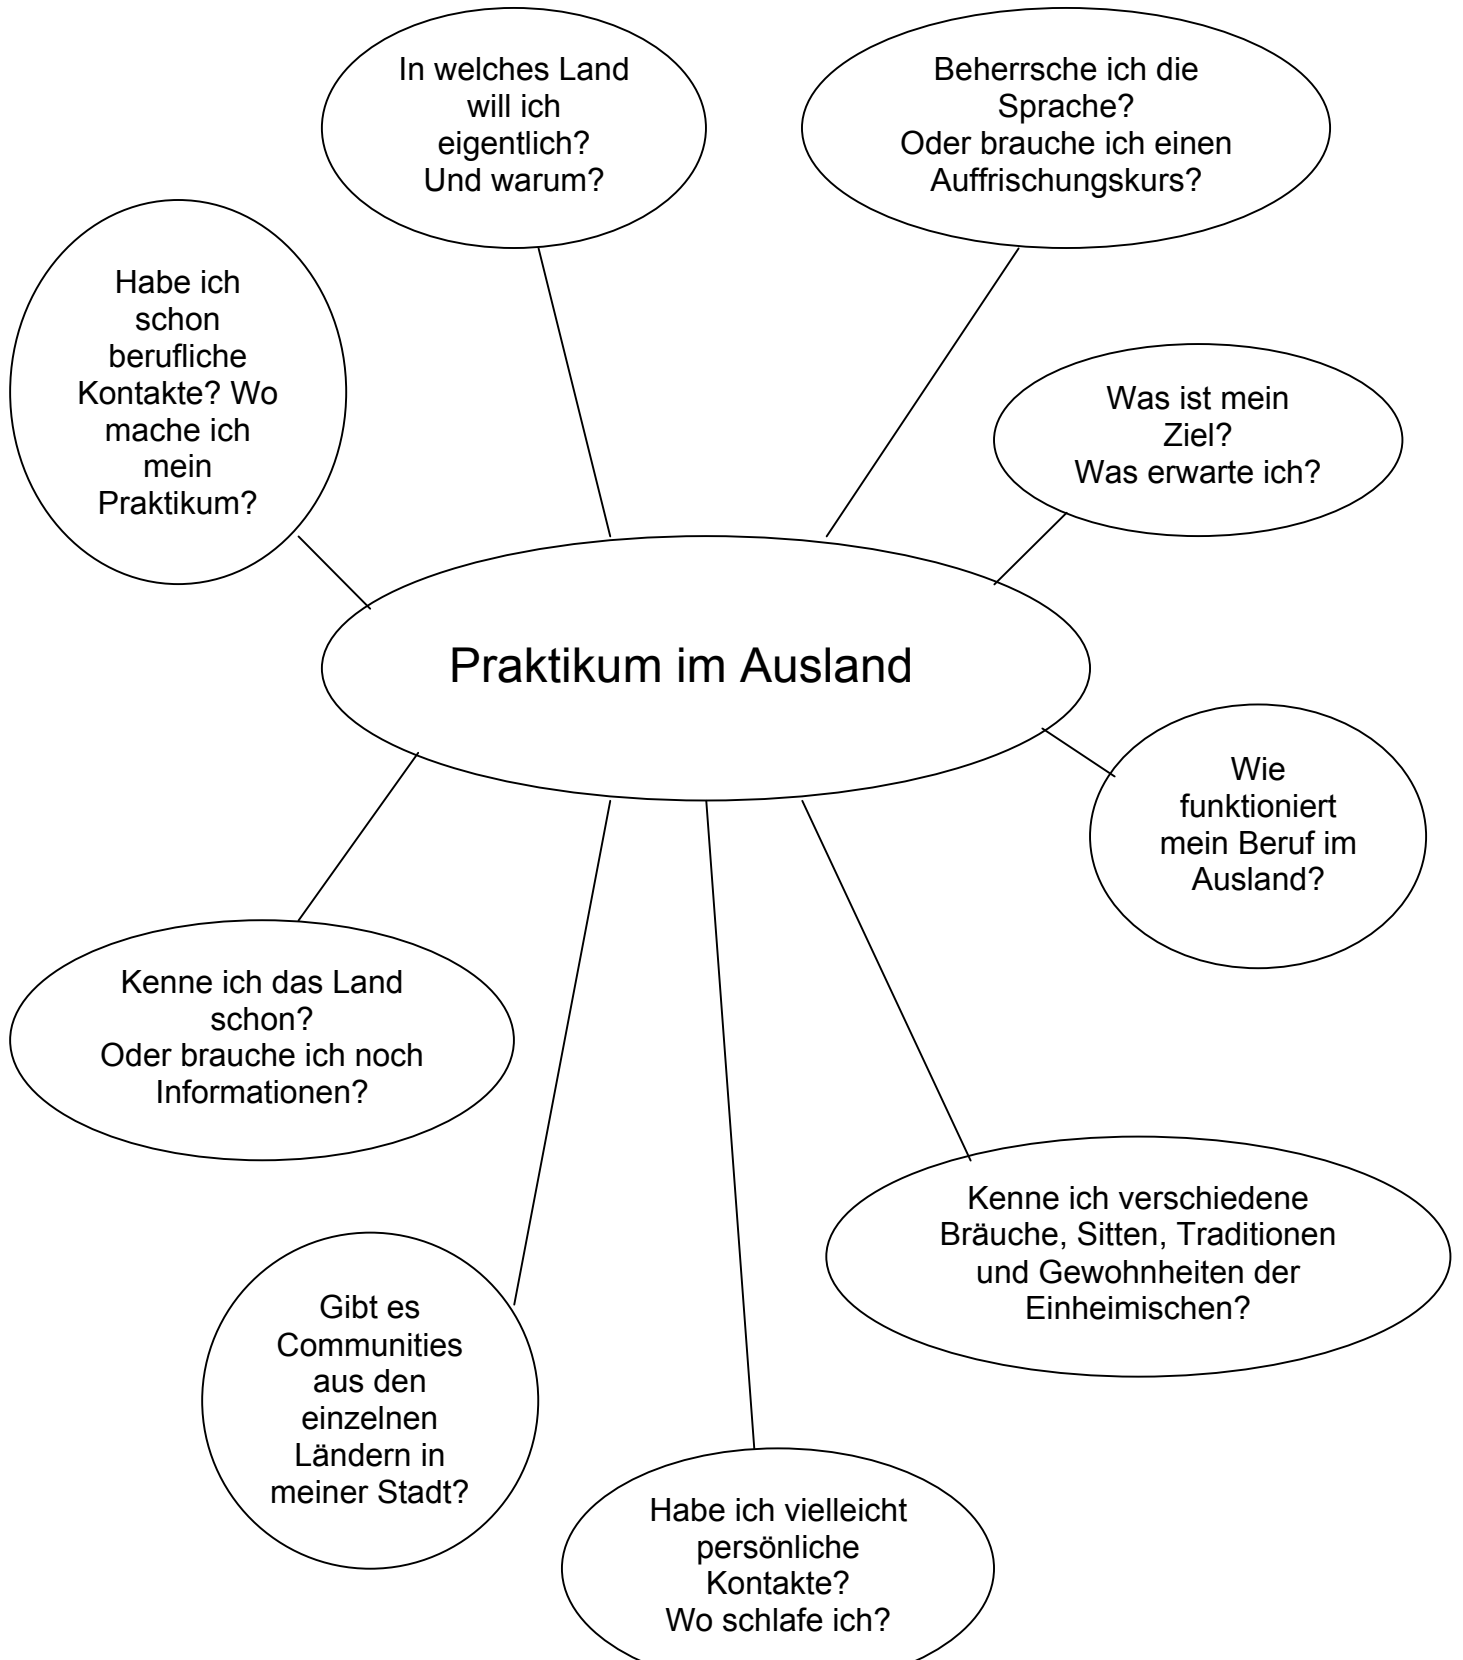 In welches Land
will ich
eigentlich?
Und warum?
Beherrsche ich die
Sprache?
Oder brauche ich einen
Auffrischungskurs?
Habe ich
schon
berufliche
Kontakte? Wo
mache ich
mein
Praktikum?
Was ist mein
Ziel?
Was erwarte ich?
Praktikum im Ausland
Wie
funktioniert
mein Beruf im
Ausland?
Kenne ich das Land
schon?
Oder brauche ich noch
Informationen?
Kenne ich verschiedene
Bräuche, Sitten, Traditionen
und Gewohnheiten der
Einheimischen?
Gibt es
Communities
aus den
einzelnen
Ländern in
meiner Stadt?
Habe ich vielleicht
persönliche
Kontakte?
Wo schlafe ich?